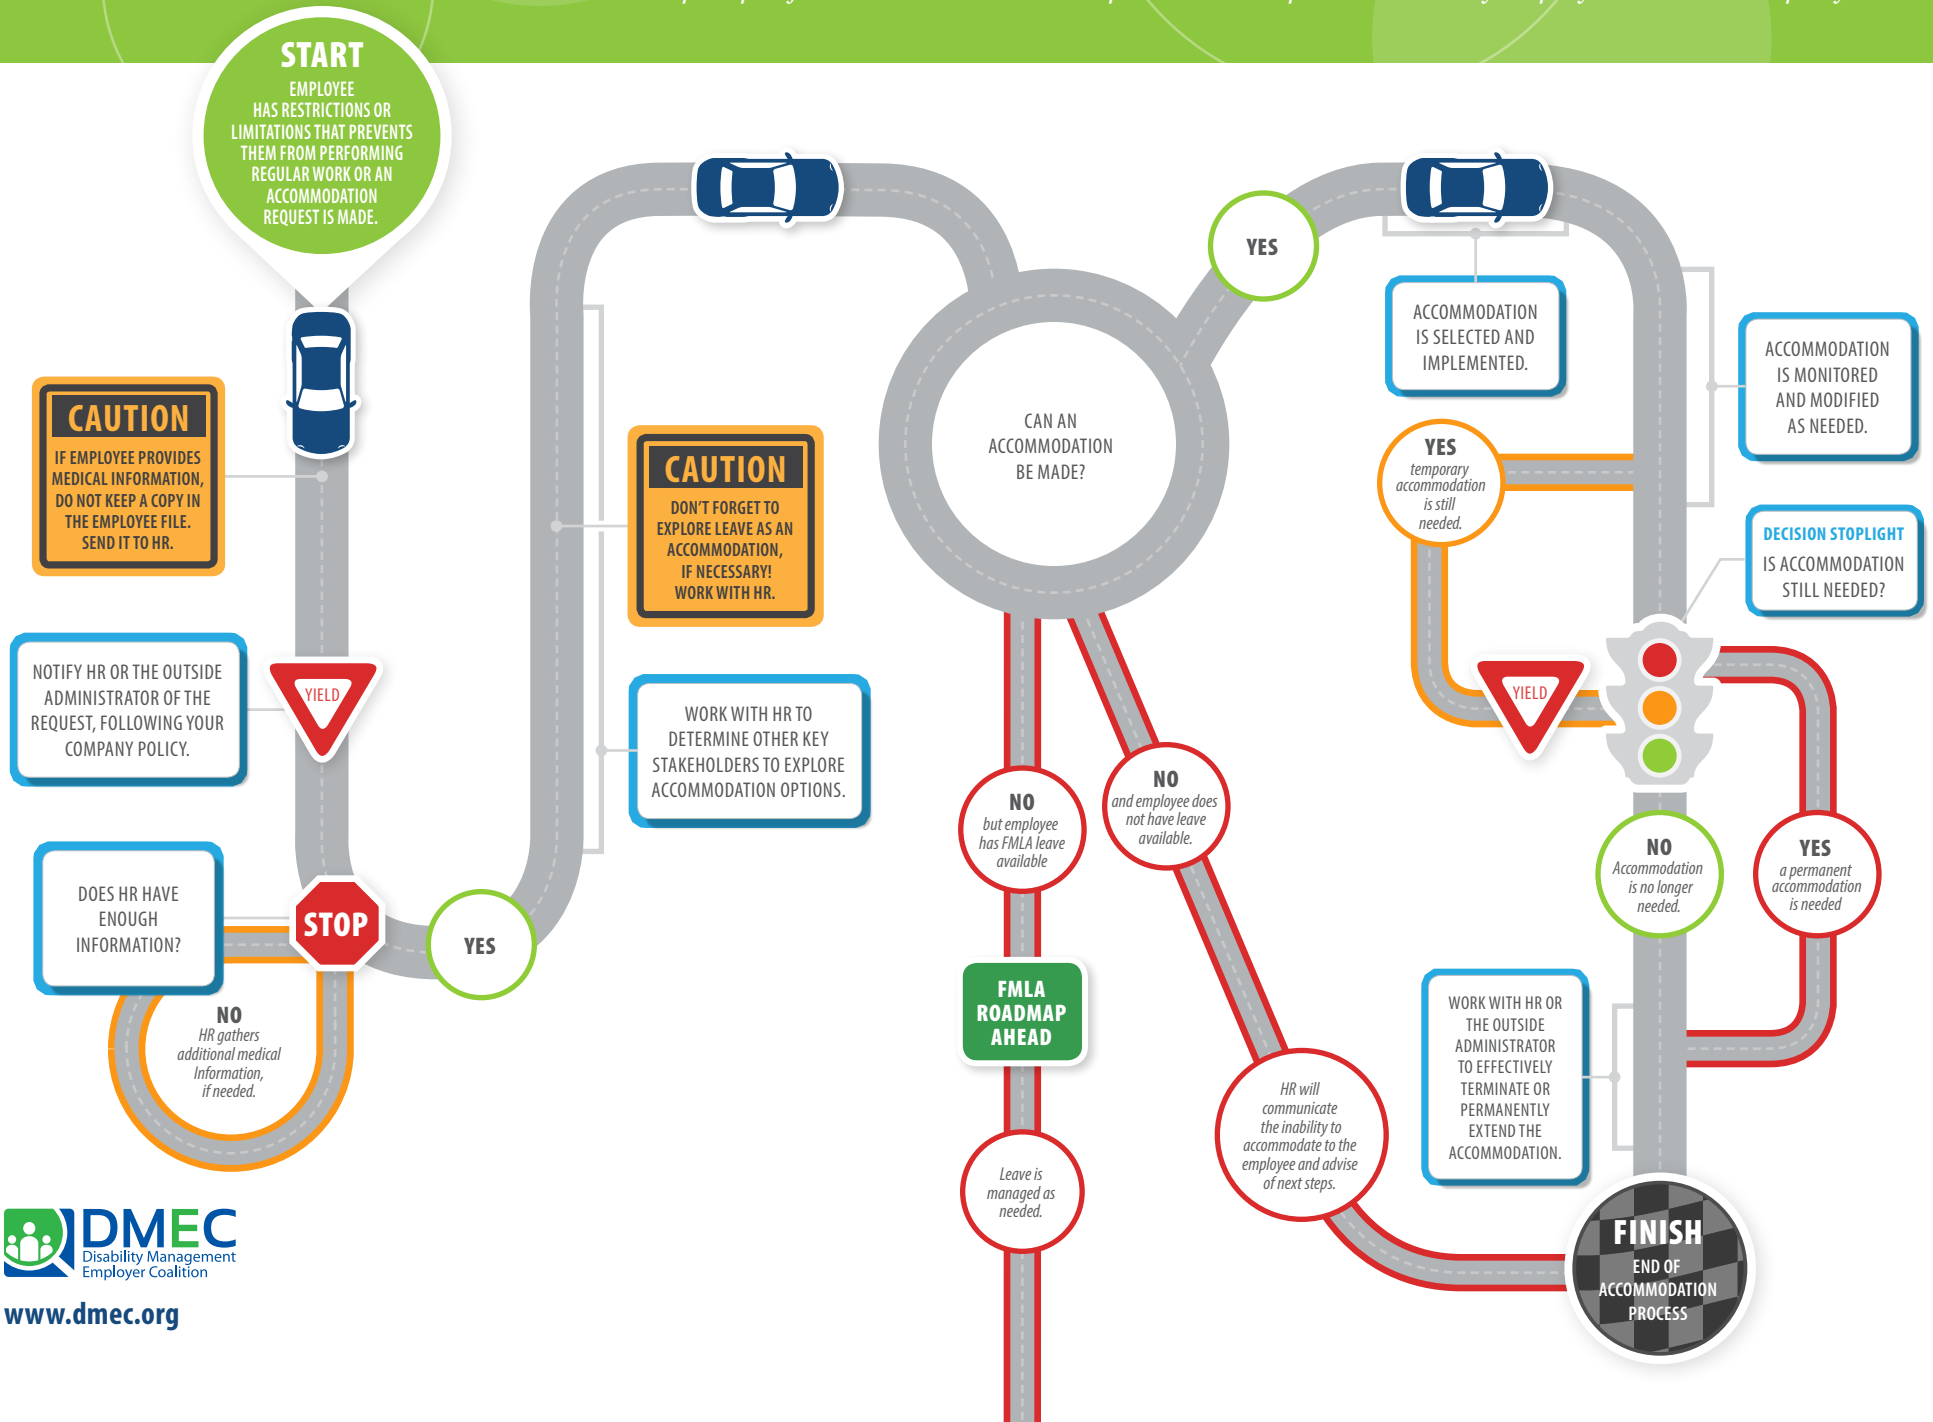 START
EMPLOYEE
HAS RESTRICTIONS OR
LIMITATIONS THAT PREVENTS
THEM FROM PERFORMING
REGULAR WORK OR AN
ACCOMMODATION
REQUEST IS MADE.
CAUTION
IF EMPLOYEE PROVIDES
MEDICAL INFORMATION,
DO NOT KEEP A COPY IN
THE EMPLOYEE FILE.
SEND IT TO HR.
NOTIFY HR OR THE OUTSIDE
ADMINISTRATOR OF THE
REQUEST, FOLLOWING YOUR
COMPANY POLICY.
YIELD
DOES HR HAVE
ENOUGH
INFORMATION?
STOP
NO
HR gathers
additional medical
Information,
if needed.
YES
CAUTION
DON'T FORGET TO
EXPLORE LEAVE AS AN
ACCOMMODATION,
IF NECESSARY!
WORK WITH HR.
WORK WITH HR TO
DETERMINE OTHER KEY
STAKEHOLDERS TO EXPLORE
ACCOMMODATION OPTIONS.
CAN AN
ACCOMMODATION
BE MADE?
NO
but employee
has FMLA leave
available
FMLA
ROADMAP
AHEAD
Leave is
managed as
needed.
NO
and employee does
not have leave
available.
HR will
communicate
the inability to
accommodate to the
employee and advise
of next steps.
YES
ACCOMMODATION
IS SELECTED AND
IMPLEMENTED.
ACCOMMODATION
IS MONITORED
AND MODIFIED
AS NEEDED.
DECISION STOPLIGHT
IS ACCOMMODATION
STILL NEEDED?
YES
temporary
accommodation
is still
needed.
YIELD
NO
Accommodation
is no longer
needed.
YES
a permanent
accommodation
is needed
WORK WITH HR OR
THE OUTSIDE
ADMINISTRATOR
TO EFFECTIVELY
TERMINATE OR
PERMANENTLY
EXTEND THE
ACCOMMODATION.
FINISH
END OF
ACCOMMODATION
PROCESS
DMEC
Disability Management
Employer Coalition
www.dmec.org